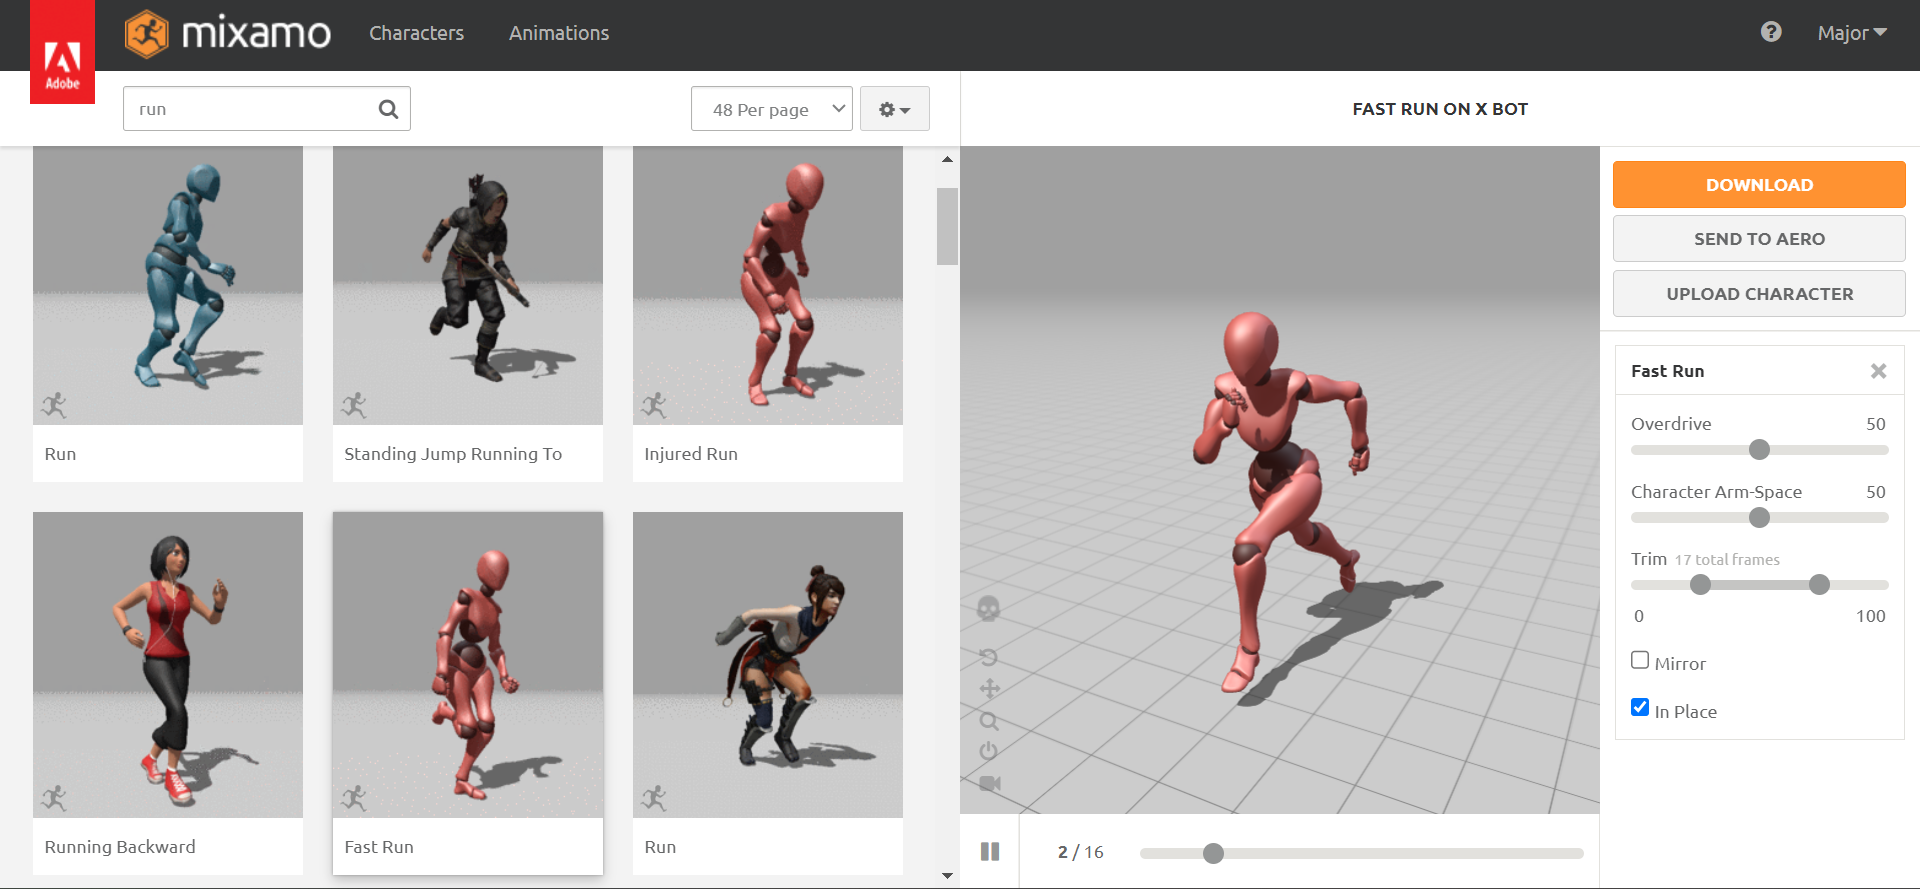 Adobe
mixamo
Characters
Animations
Major
run
48 Per page
FAST RUN ON X BOT
Run
Standing Jump Running To
Injured Run
Running Backward
Fast Run
Run
2 / 16
DOWNLOAD
SEND TO AERO
UPLOAD CHARACTER
Fast Run
Overdrive 50
Character Arm-Space 50
Trim 17 total frames
0 100
Mirror
In Place